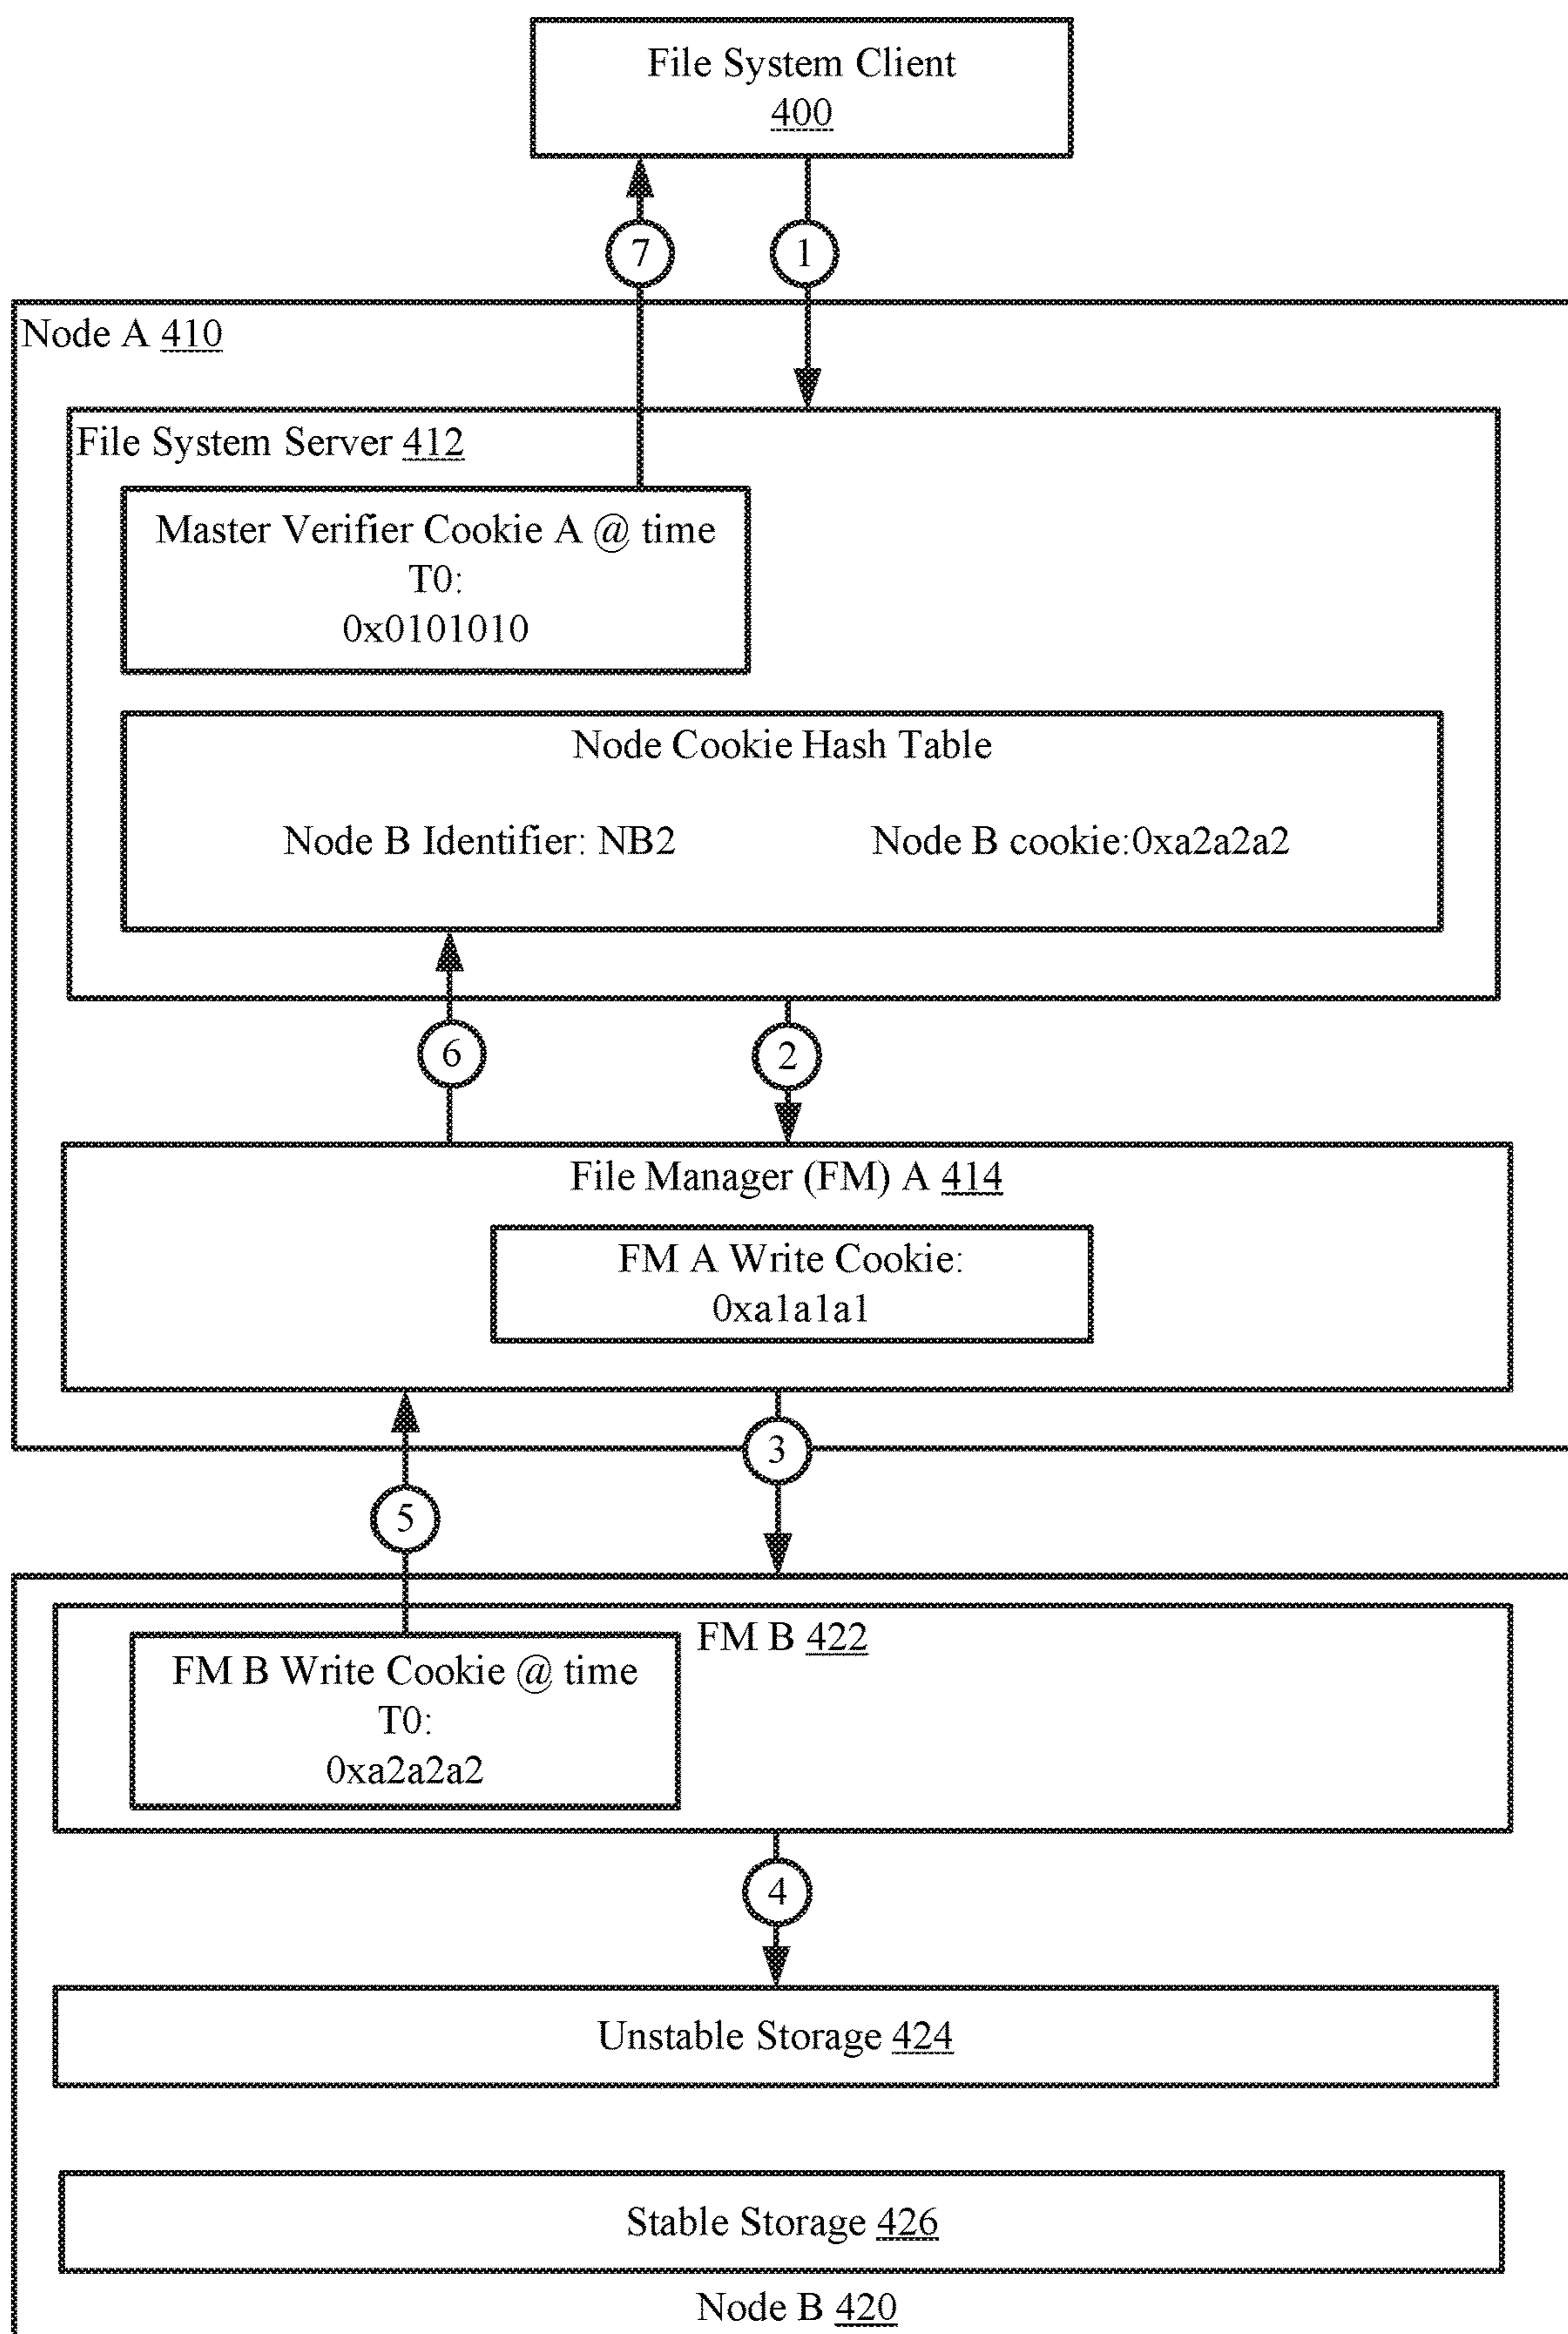 File System Client
400
7
1
Node A 410
File System Server 412
Master Verifier Cookie A @ time
T0:
0x0101010
Node Cookie Hash Table
Node B Identifier: NB2
Node B cookie:0xa2a2a2
6
2
File Manager (FM) A 414
FM A Write Cookie:
0xa1a1a1
3
5
FM B 422
FM B Write Cookie @ time
T0:
0xa2a2a2
4
Unstable Storage 424
Stable Storage 426
Node B 420